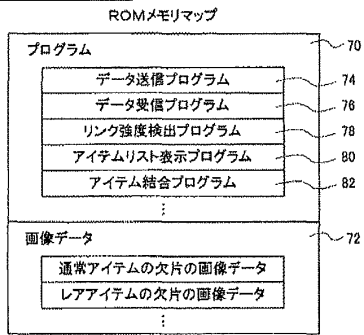 ROMメモリマップ
プログラム
70
データ送信プログラム
74
データ受信プログラム
76
リンク強度検出プログラム
78
アイテムリスト表示プログラム
80
アイテム結合プログラム
82
⋮
画像データ
72
通常アイテムの欠片の画像データ
レアアイテムの欠片の画像データ
⋮